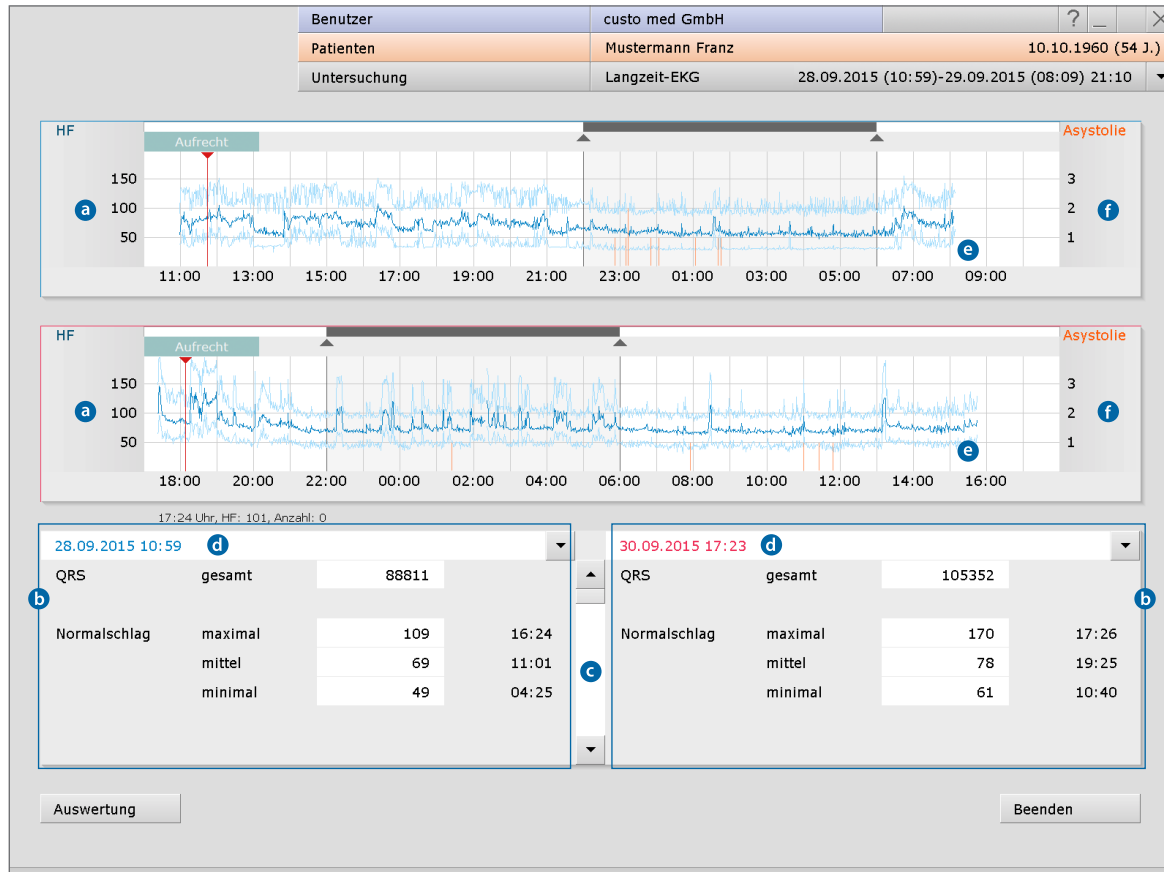 Benutzer custo med GmbH ? _ X
Patienten Mustermann Franz 10.10.1960 (54 J.)
Untersuchung Langzeit-EKG 28.09.2015 (10:59)-29.09.2015 (08:09) 21:10
HF Asystolie
Aufrecht
150 3
a 100 2 f
50 1
e
11:00 13:00 15:00 17:00 19:00 21:00 23:00 01:00 03:00 05:00 07:00 09:00
HF Asystolie
Aufrecht
150 3
a 100 2 f
50 1
e
18:00 20:00 22:00 00:00 02:00 04:00 06:00 08:00 10:00 12:00 14:00 16:00
17:24 Uhr, HF: 101, Anzahl: 0
28.09.2015 10:59 d 30.09.2015 17:23 d
QRS gesamt 88811 QRS gesamt 105352
b b
Normalschlag maximal 109 16:24 Normalschlag maximal 170 17:26
mittel 69 11:01 c mittel 78 19:25
minimal 49 04:25 minimal 61 10:40
Auswertung Beenden